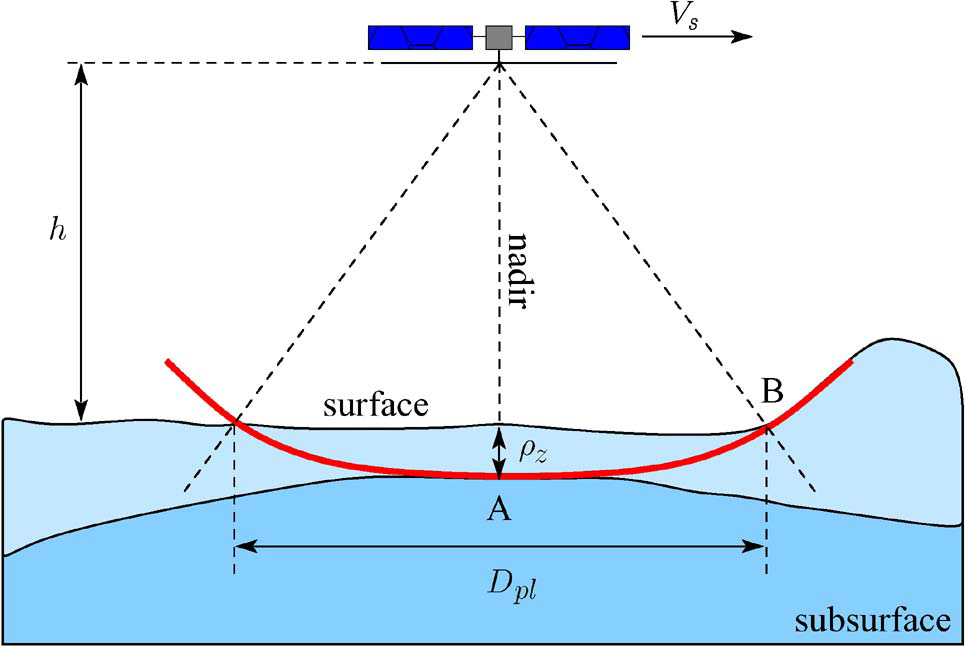 V_s
h
nadir
surface
B
ρ_z
A
D_pl
subsurface